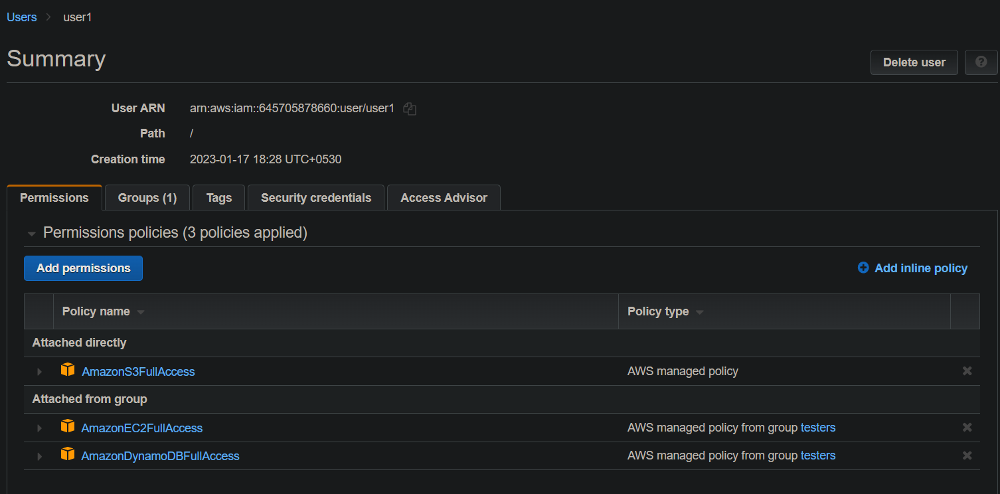 Users > user1
Summary
Delete user
?
User ARN arn:aws:iam::645705878660:user/user1
Path /
Creation time 2023-01-17 18:28 UTC+0530
Permissions Groups (1) Tags Security credentials Access Advisor
Permissions policies (3 policies applied)
Add permissions Add inline policy
Policy name Policy type
Attached directly
AmazonS3FullAccess AWS managed policy
Attached from group
AmazonEC2FullAccess AWS managed policy from group testers
AmazonDynamoDBFullAccess AWS managed policy from group testers